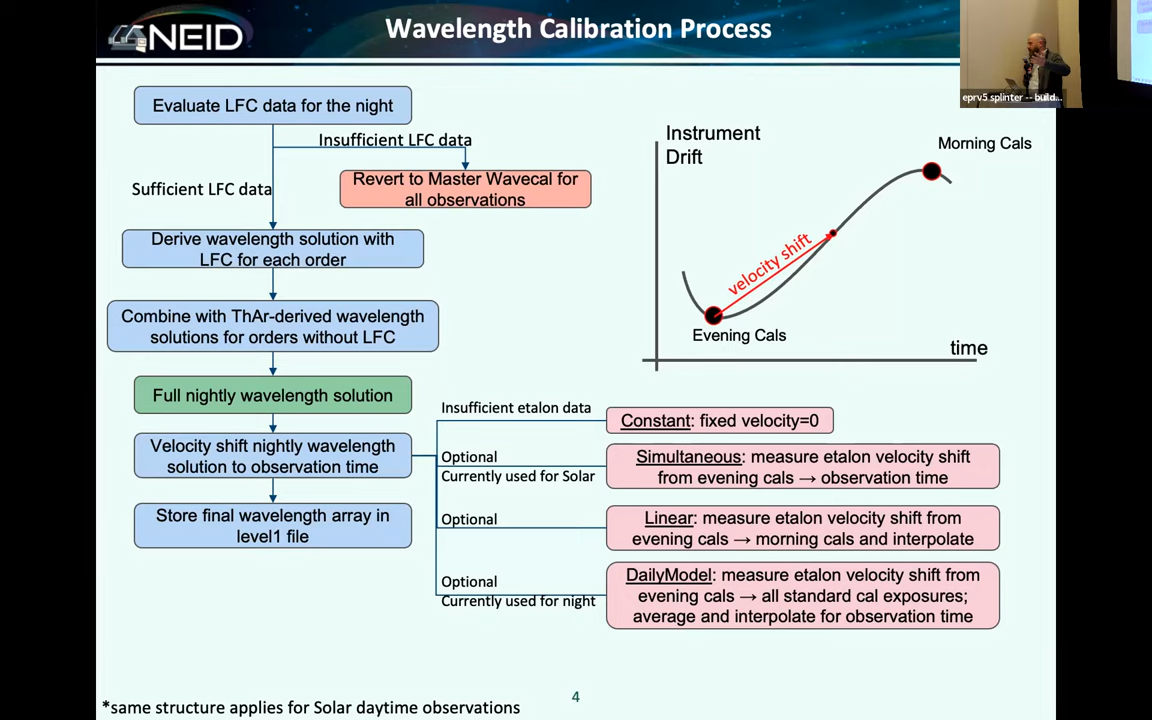 NEID
Wavelength Calibration Process
eprv5 splinter -- build...
Evaluate LFC data for the night
Insufficient LFC data
Sufficient LFC data
Revert to Master Wavecal for
all observations
Derive wavelength solution with
LFC for each order
Combine with ThAr-derived wavelength
solutions for orders without LFC
Full nightly wavelength solution
Velocity shift nightly wavelength
solution to observation time
Store final wavelength array in
level1 file
Instrument
Drift
Morning Cals
velocity shift
Evening Cals
time
Insufficient etalon data
Constant: fixed velocity=0
Optional
Currently used for Solar
Simultaneous: measure etalon velocity shift
from evening cals → observation time
Optional
Linear: measure etalon velocity shift from
evening cals → morning cals and interpolate
Optional
Currently used for night
DailyModel: measure etalon velocity shift from
evening cals → all standard cal exposures;
average and interpolate for observation time
4
*same structure applies for Solar daytime observations